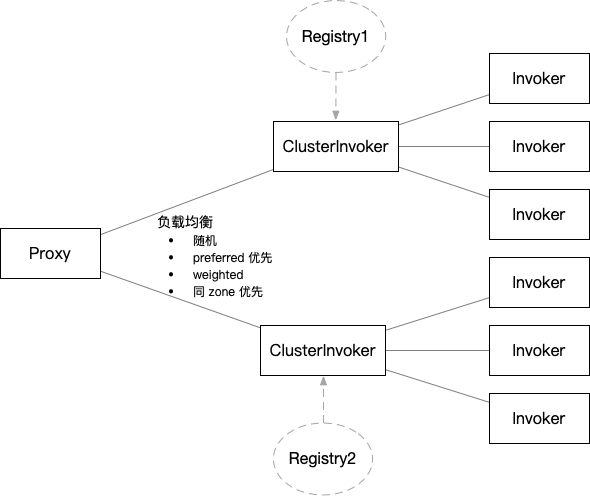 Registry1
Invoker
ClusterInvoker
Invoker
Invoker
负载均衡
• 随机
Proxy
• preferred 优先
• weighted
• 同 zone 优先
Invoker
ClusterInvoker
Invoker
Invoker
Registry2